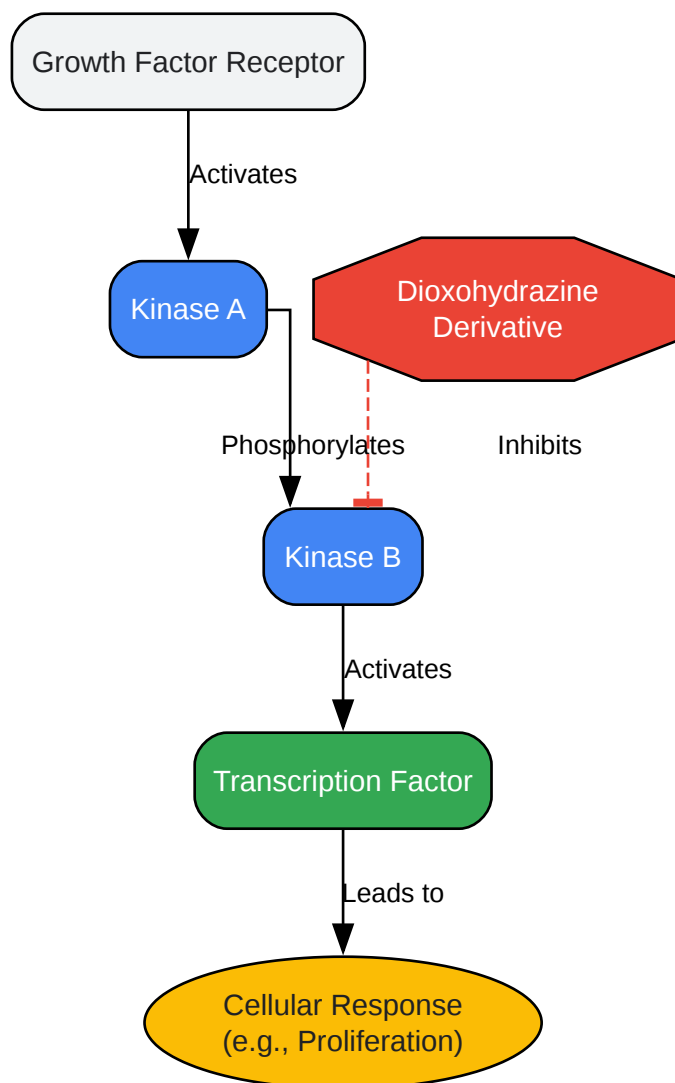 Growth Factor Receptor
Activates
Kinase A
Dioxohydrazine
Derivative
Phosphorylates
Inhibits
Kinase B
Activates
Transcription Factor
Leads to
Cellular Response
(e.g., Proliferation)